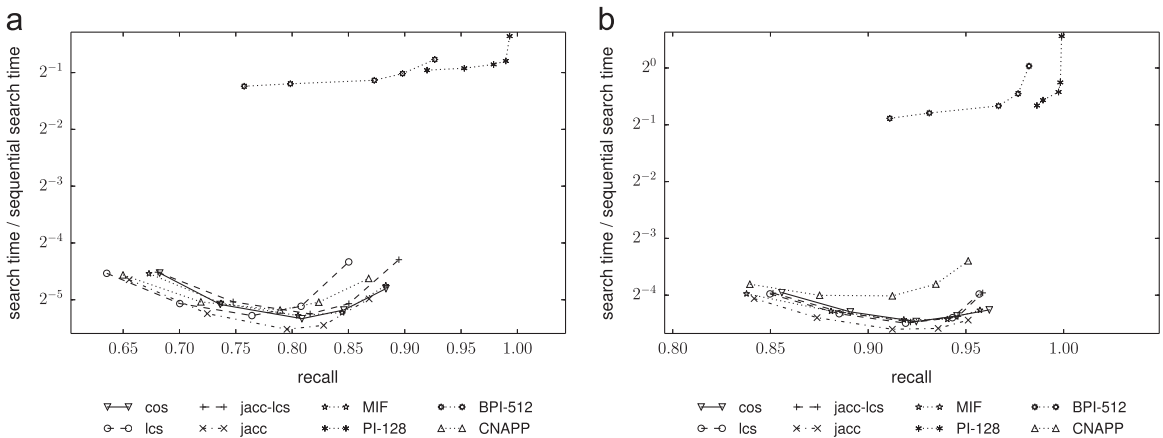 a
search time / sequential search time
2⁻¹
2⁻²
2⁻³
2⁻⁴
2⁻⁵
0.65 0.70 0.75 0.80 0.85 0.90 0.95 1.00
recall
cos jacc-lcs MIF BPI-512
lcs jacc PI-128 CNAPP
b
search time / sequential search time
2⁰
2⁻¹
2⁻²
2⁻³
2⁻⁴
0.80 0.85 0.90 0.95 1.00
recall
cos jacc-lcs MIF BPI-512
lcs jacc PI-128 CNAPP